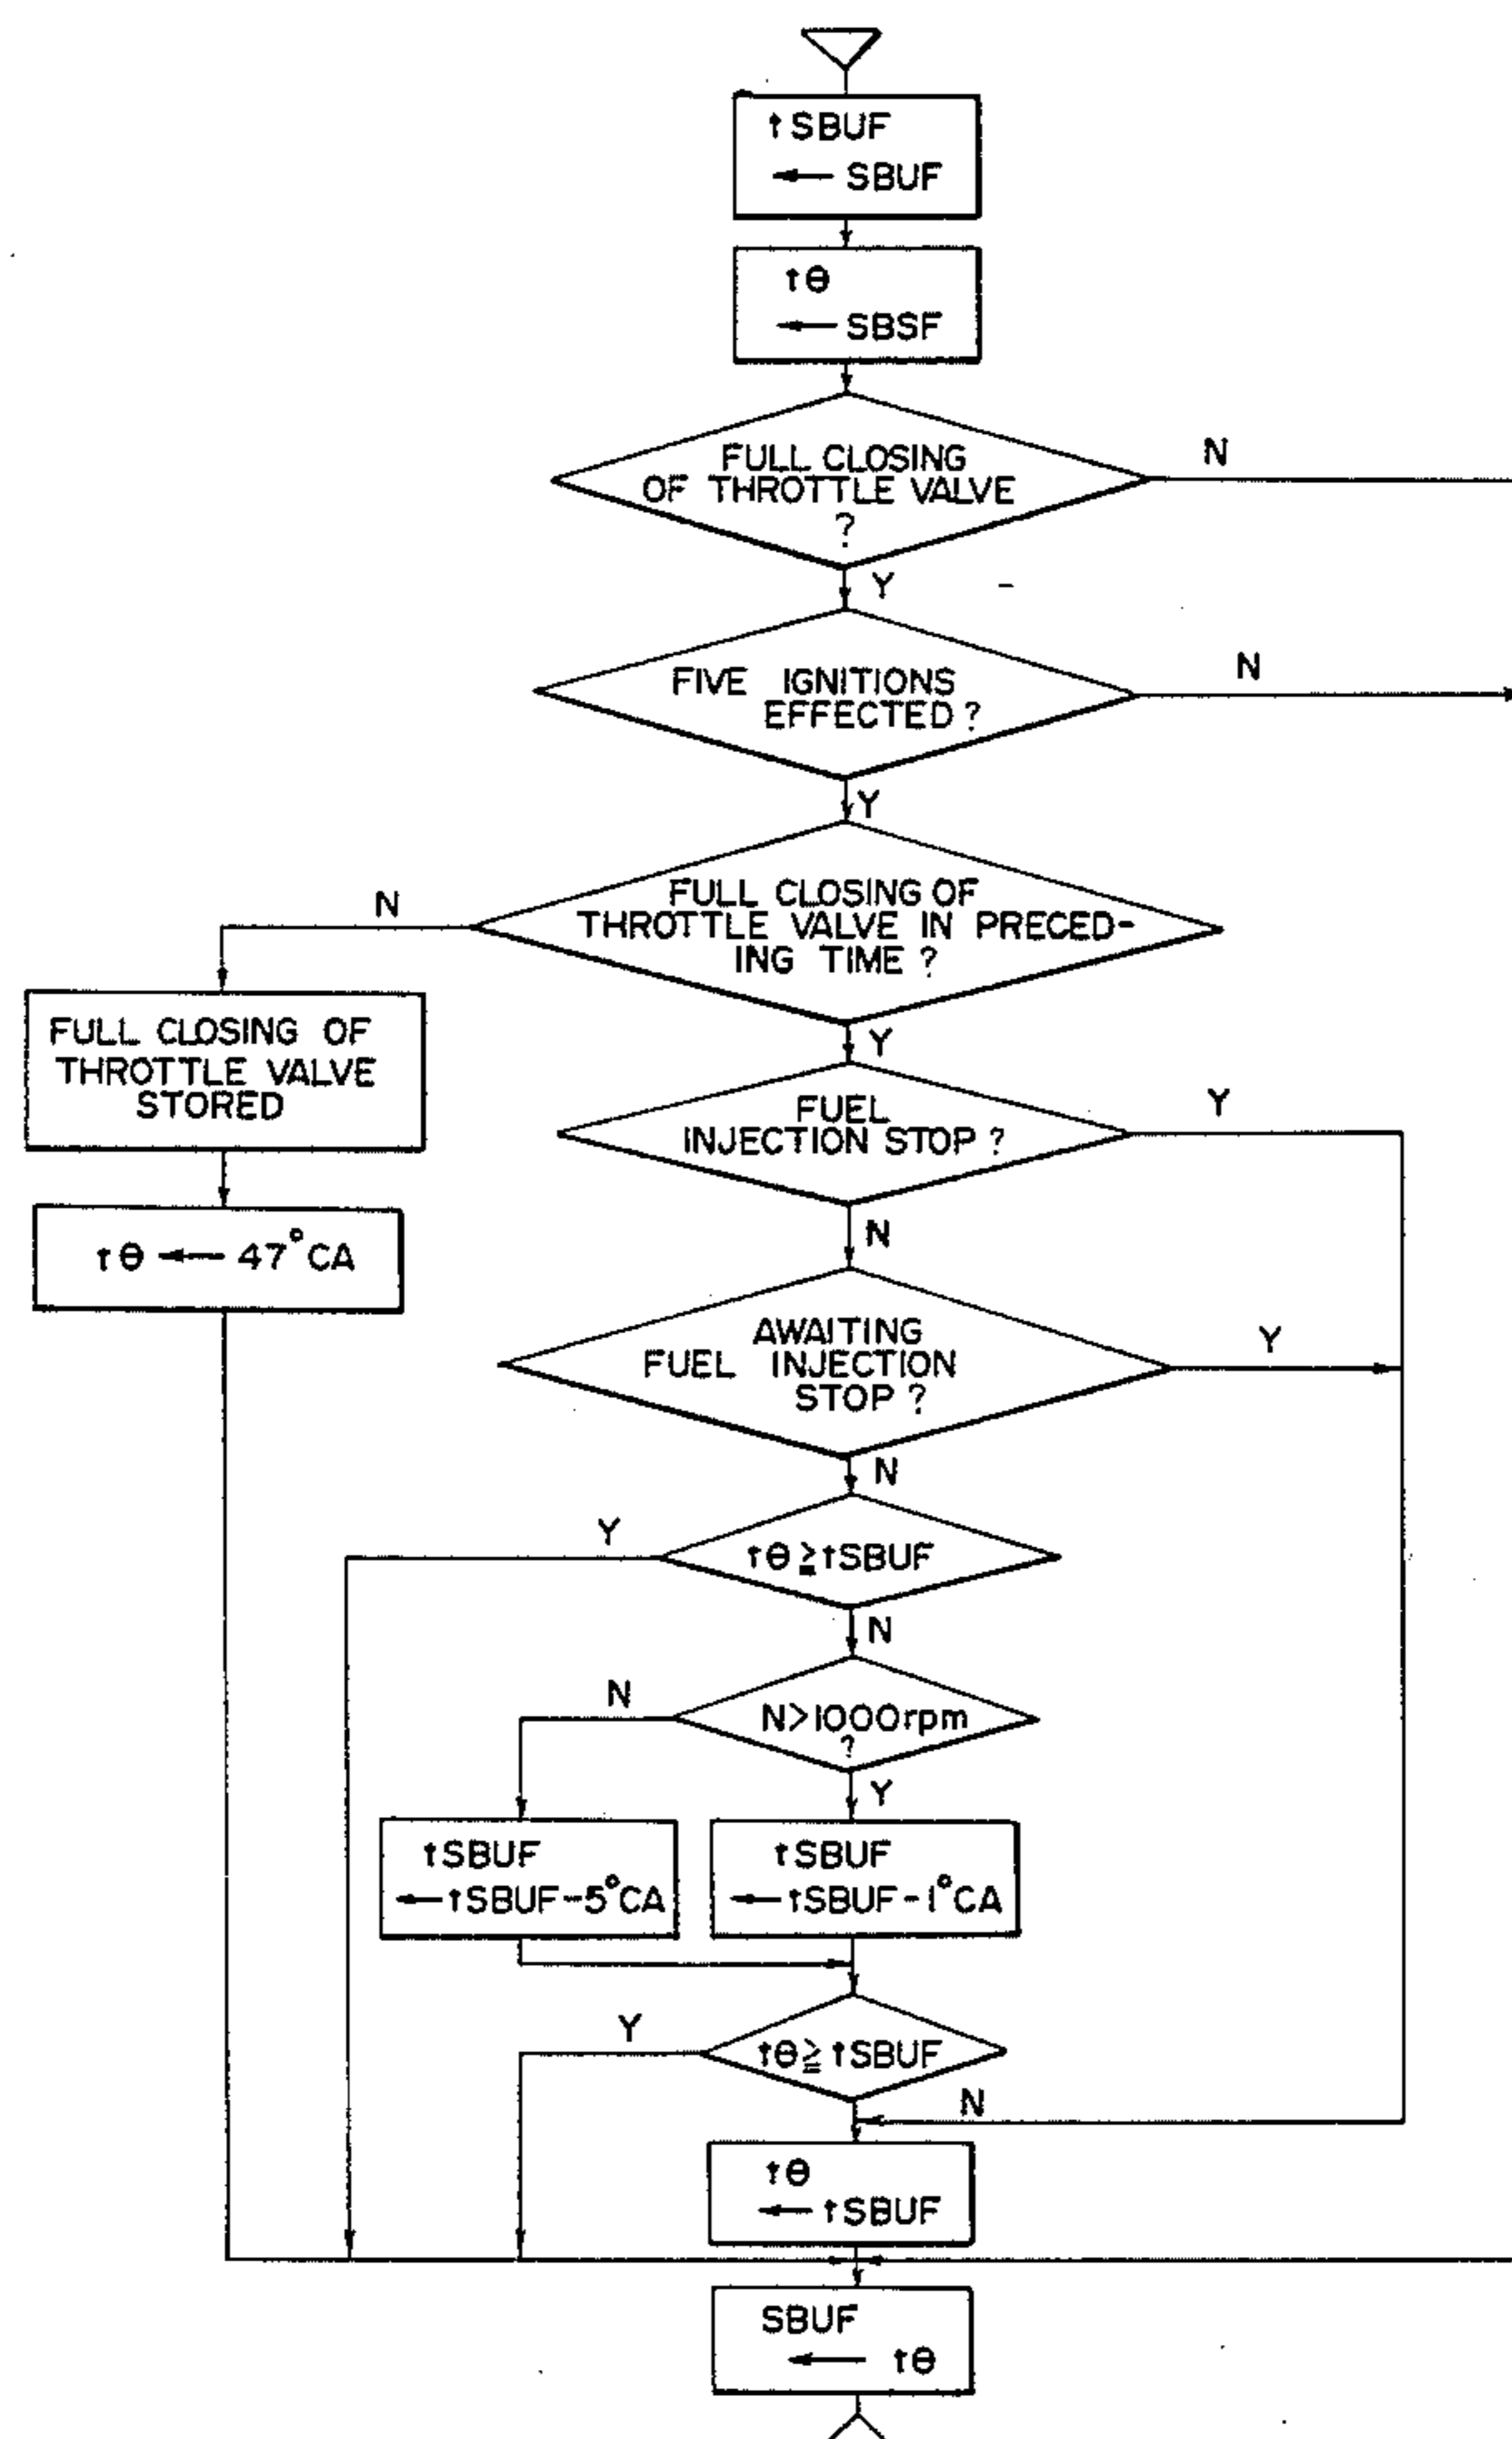 tSBUF
← SBUF
tθ
← SBSF
FULL CLOSING
OF THROTTLE VALVE
?
N
Y
FIVE IGNITIONS
EFFECTED ?
N
Y
FULL CLOSING OF
THROTTLE VALVE IN PRECED-
ING TIME ?
N
Y
FULL CLOSING OF
THROTTLE VALVE
STORED
tθ ← 47°CA
FUEL
INJECTION STOP ?
Y
N
AWAITING
FUEL INJECTION
STOP ?
Y
N
tθ ≧ tSBUF
Y
N
N>1000rpm
?
N
Y
tSBUF
← tSBUF-5°CA
tSBUF
← tSBUF-1°CA
tθ ≧ tSBUF
Y
N
tθ
← tSBUF
SBUF
← tθ